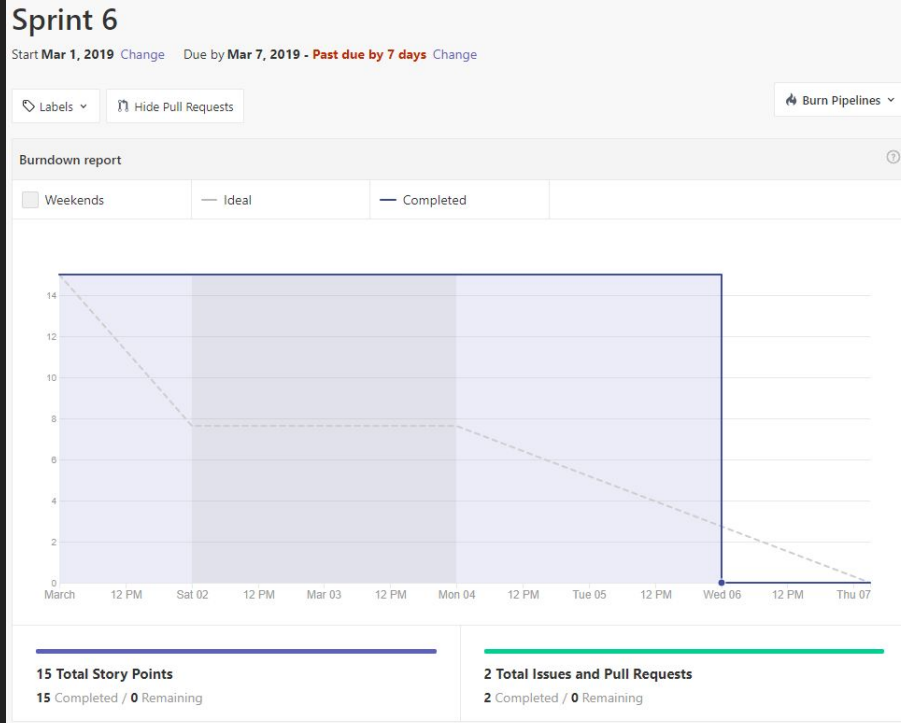 Sprint 6
Start Mar 1, 2019 Change Due by Mar 7, 2019 - Past due by 7 days Change
Labels Hide Pull Requests Burn Pipelines
Burndown report ?
Weekends Ideal Completed
14
12
10
8
6
4
2
0
March 12 PM Sat 02 12 PM Mar 03 12 PM Mon 04 12 PM Tue 05 12 PM Wed 06 12 PM Thu 07
15 Total Story Points 2 Total Issues and Pull Requests
15 Completed / 0 Remaining 2 Completed / 0 Remaining